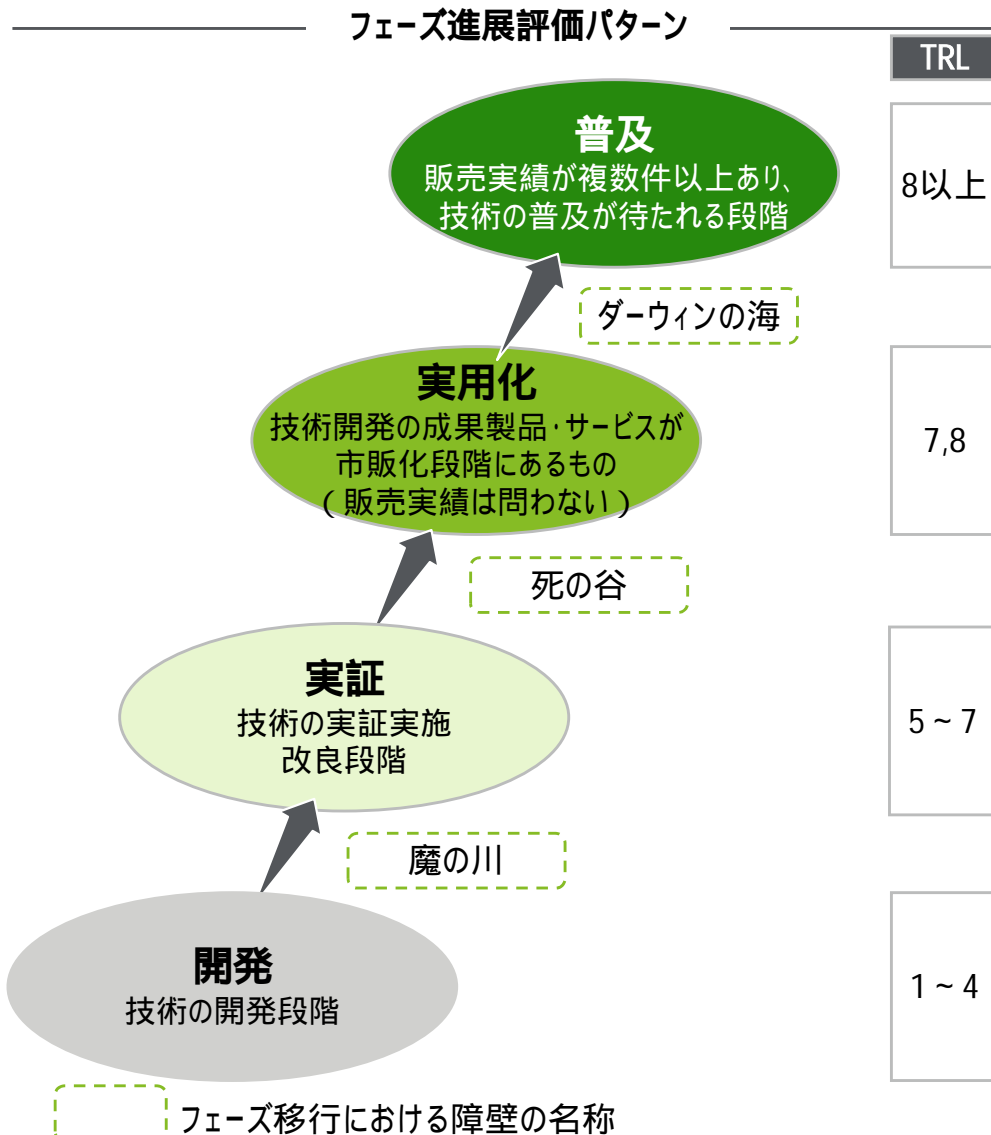 フェーズ進展評価パターン
TRL
普及
販売実績が複数件以上あり、
技術の普及が待たれる段階
8以上
ダーウィンの海
実用化
技術開発の成果製品・サービスが
市販化段階にあるもの
(販売実績は問わない)
7,8
死の谷
実証
技術の実証実施
改良段階
5 ~ 7
魔の川
開発
技術の開発段階
1 ~ 4
フェーズ移行における障壁の名称